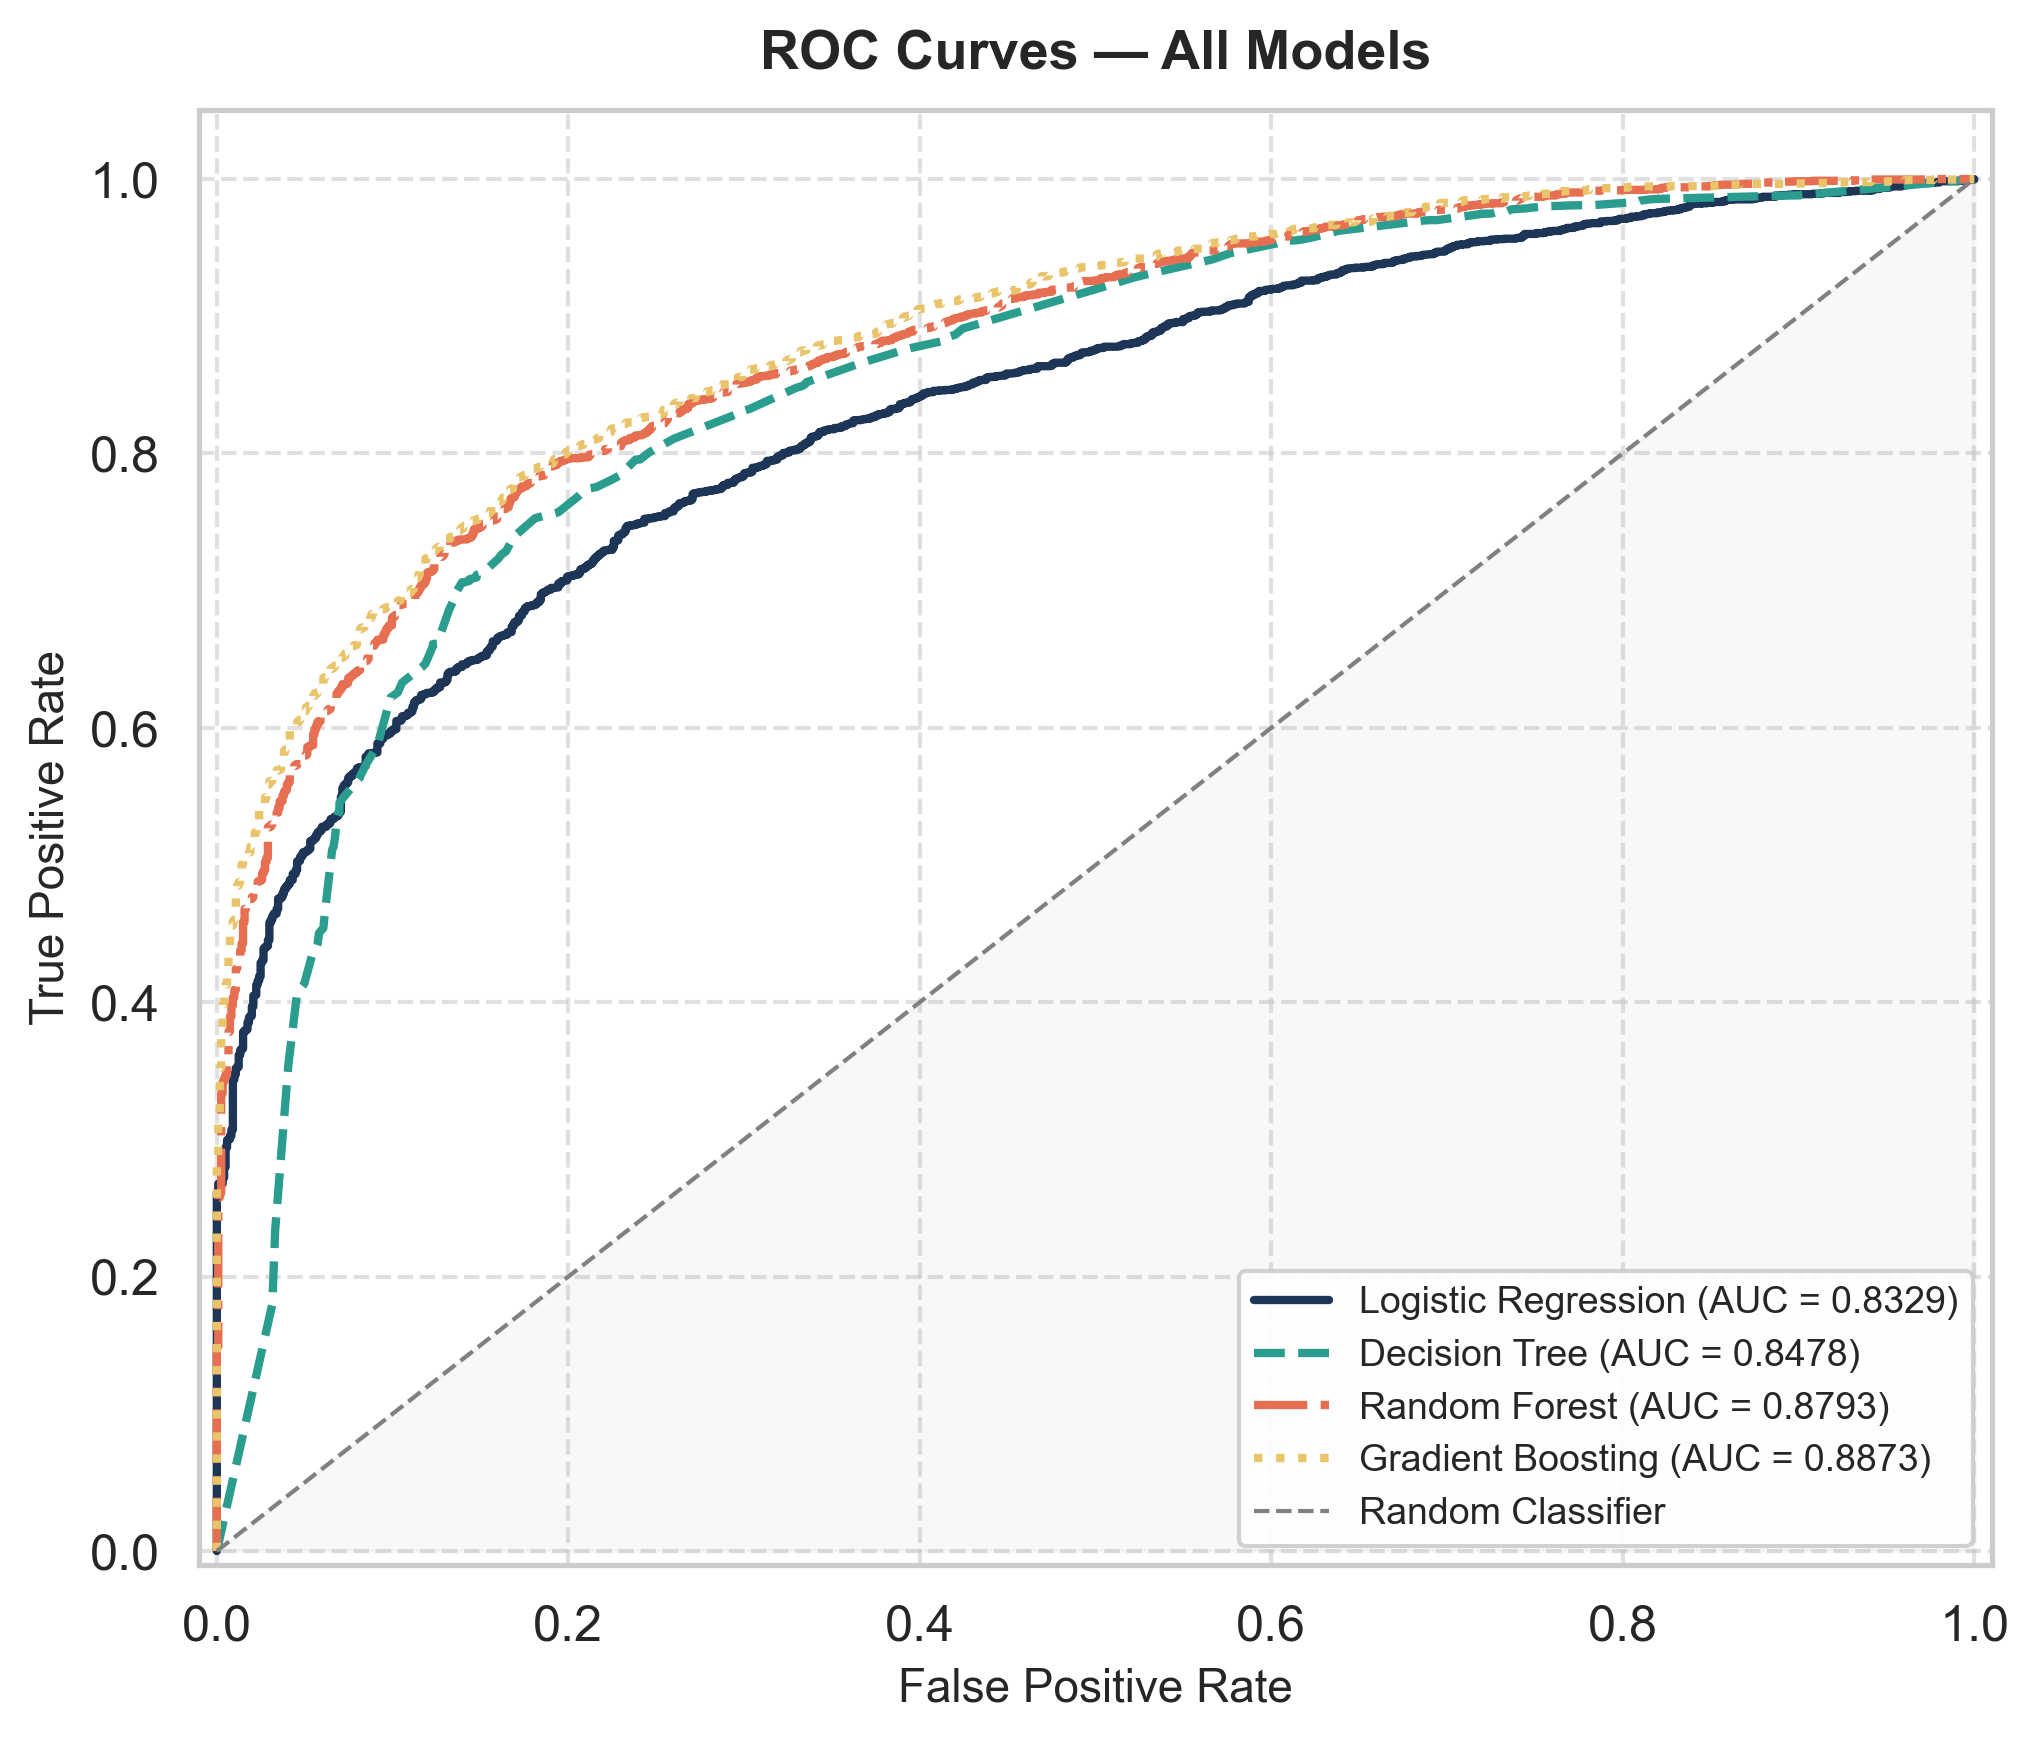 ROC Curves — All Models
True Positive Rate
1.0
0.8
0.6
0.4
0.2
0.0
Logistic Regression (AUC = 0.8329)
Decision Tree (AUC = 0.8478)
Random Forest (AUC = 0.8793)
Gradient Boosting (AUC = 0.8873)
Random Classifier
0.0 0.2 0.4 0.6 0.8 1.0
False Positive Rate